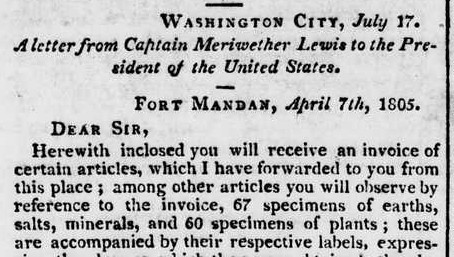 WASHINGTON CITY, July 17.
A letter from Captain Meriwether Lewis to the Pre-
sident of the United States.
FORT MANDAN, April 7th, 1805.
DEAR SIR,
Herewith inclosed you will receive an invoice of
certain articles, which I have forwarded to you from
this place ; among other articles you will observe by
reference to the invoice, 67 specimens of earths,
salts, minerals, and 60 specimens of plants ; these
are accompanied by their respective labels, expres-